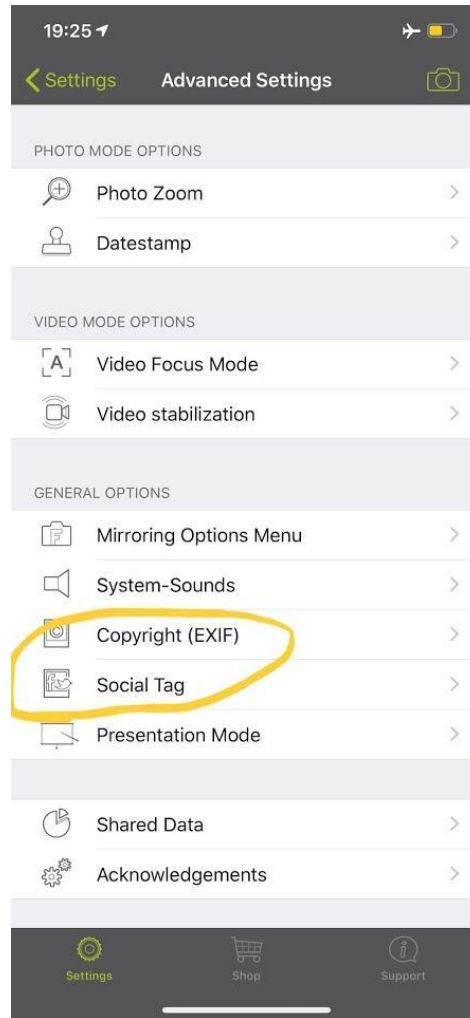 19:25
Settings Advanced Settings
PHOTO MODE OPTIONS
Photo Zoom
Datestamp
VIDEO MODE OPTIONS
[A] Video Focus Mode
Video stabilization
GENERAL OPTIONS
F Mirroring Options Menu
System-Sounds
© Copyright (EXIF)
f Social Tag
Presentation Mode
Shared Data
Acknowledgements
Settings Shop Support